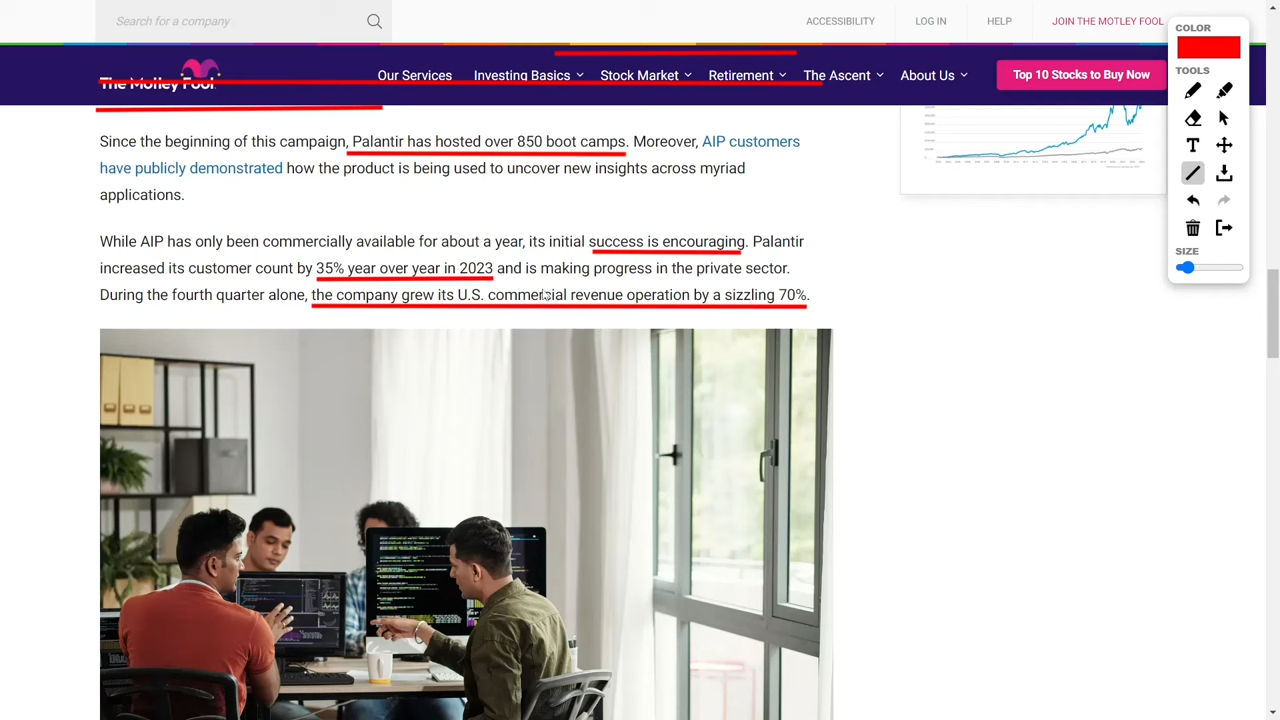 Search for a company
ACCESSIBILITY LOG IN HELP JOIN THE MOTLEY FOOL
The Motley Fool
Our Services Investing Basics Stock Market Retirement The Ascent About Us Top 10 Stocks to Buy Now
Since the beginning of this campaign, Palantir has hosted over 850 boot camps. Moreover, AIP customers
have publicly demonstrated how the product is being used to uncover new insights across myriad
applications.
While AIP has only been commercially available for about a year, its initial success is encouraging. Palantir
increased its customer count by 35% year over year in 2023 and is making progress in the private sector.
During the fourth quarter alone, the company grew its U.S. commercial revenue operation by a sizzling 70%.
COLOR
TOOLS
T
SIZE